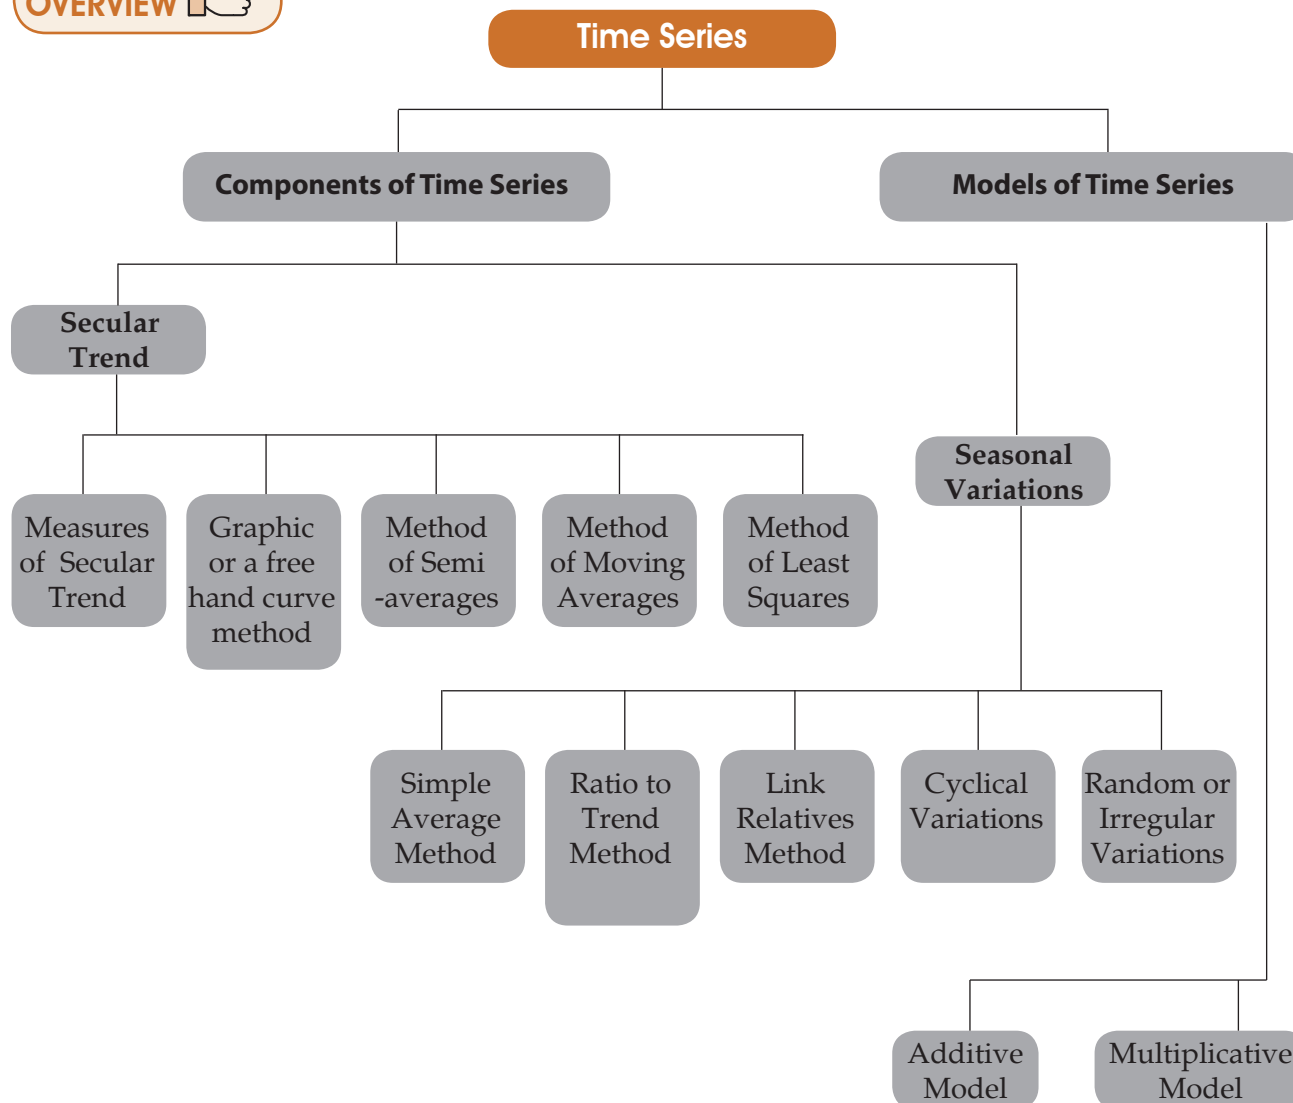 OVERVIEW
Time Series
Components of Time Series
Models of Time Series
Secular
Trend
Seasonal
Variations
Measures
of Secular
Trend
Graphic
or a free
hand curve
method
Method
of Semi
-averages
Method
of Moving
Averages
Method
of Least
Squares
Simple
Average
Method
Ratio to
Trend
Method
Link
Relatives
Method
Cyclical
Variations
Random or
Irregular
Variations
Additive
Model
Multiplicative
Model